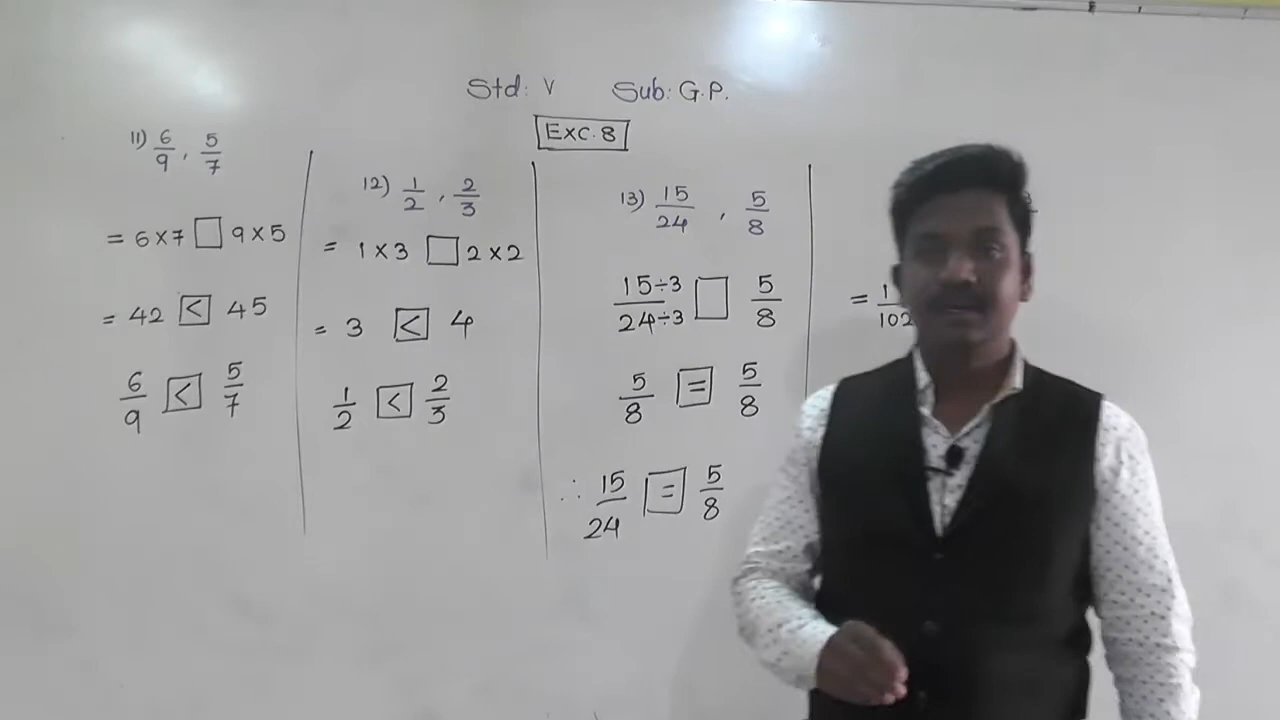 Std: V Sub: G.P.
Exc. 8
11) 6/9 , 5/7
= 6×7 □ 9×5
= 42 < 45
6/9 < 5/7
12) 1/2 , 2/3
= 1×3 □ 2×2
= 3 < 4
1/2 < 2/3
13) 15/24 , 5/8
15÷3/24÷3 □ 5/8
5/8 = 5/8
∴ 15/24 = 5/8
= 1/102